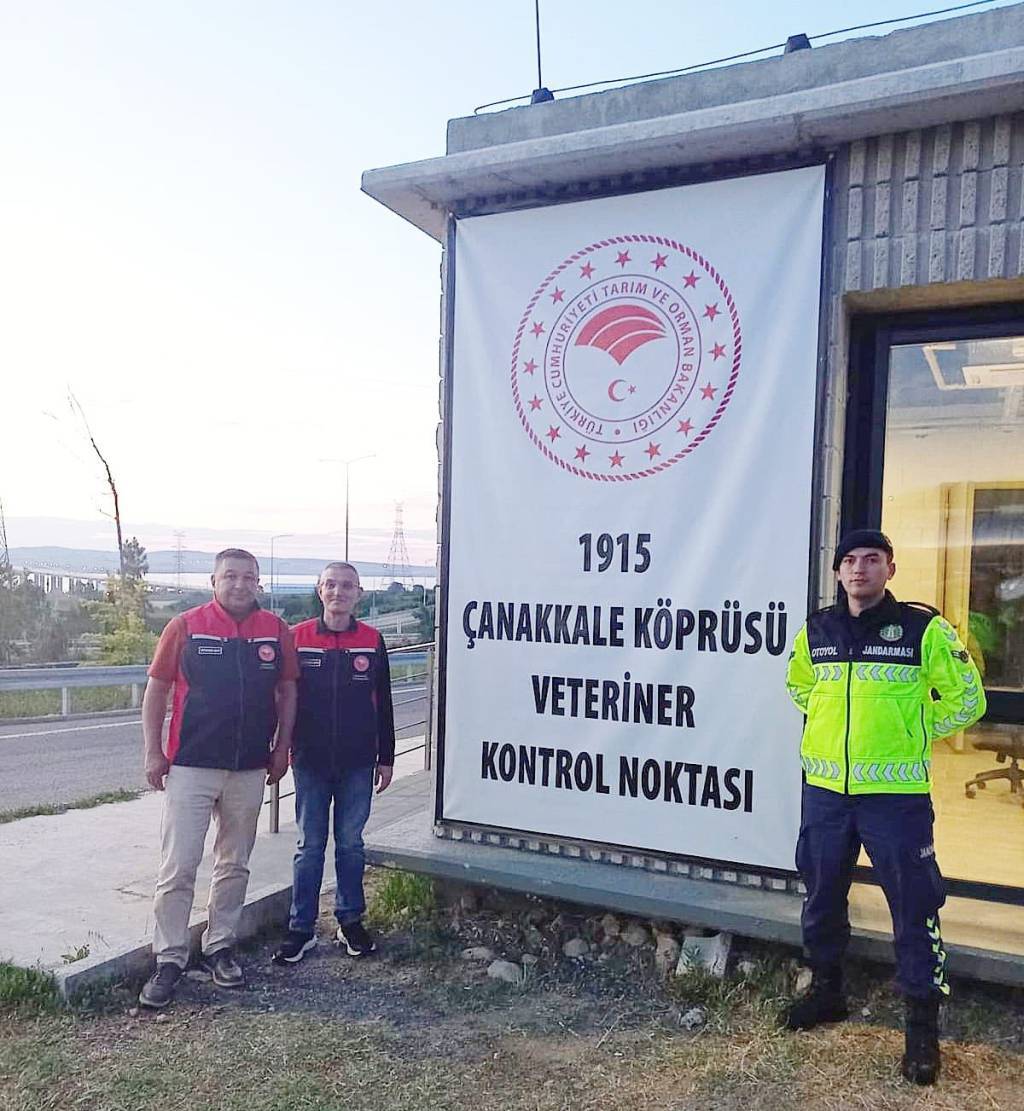 TÜRKİYE CUMHURİYETİ TARIM VE ORMAN BAKANLIĞI
1915
ÇANAKKALE KÖPRÜSÜ
VETERİNER
KONTROL NOKTASI
OTOYOL JANDARMASI